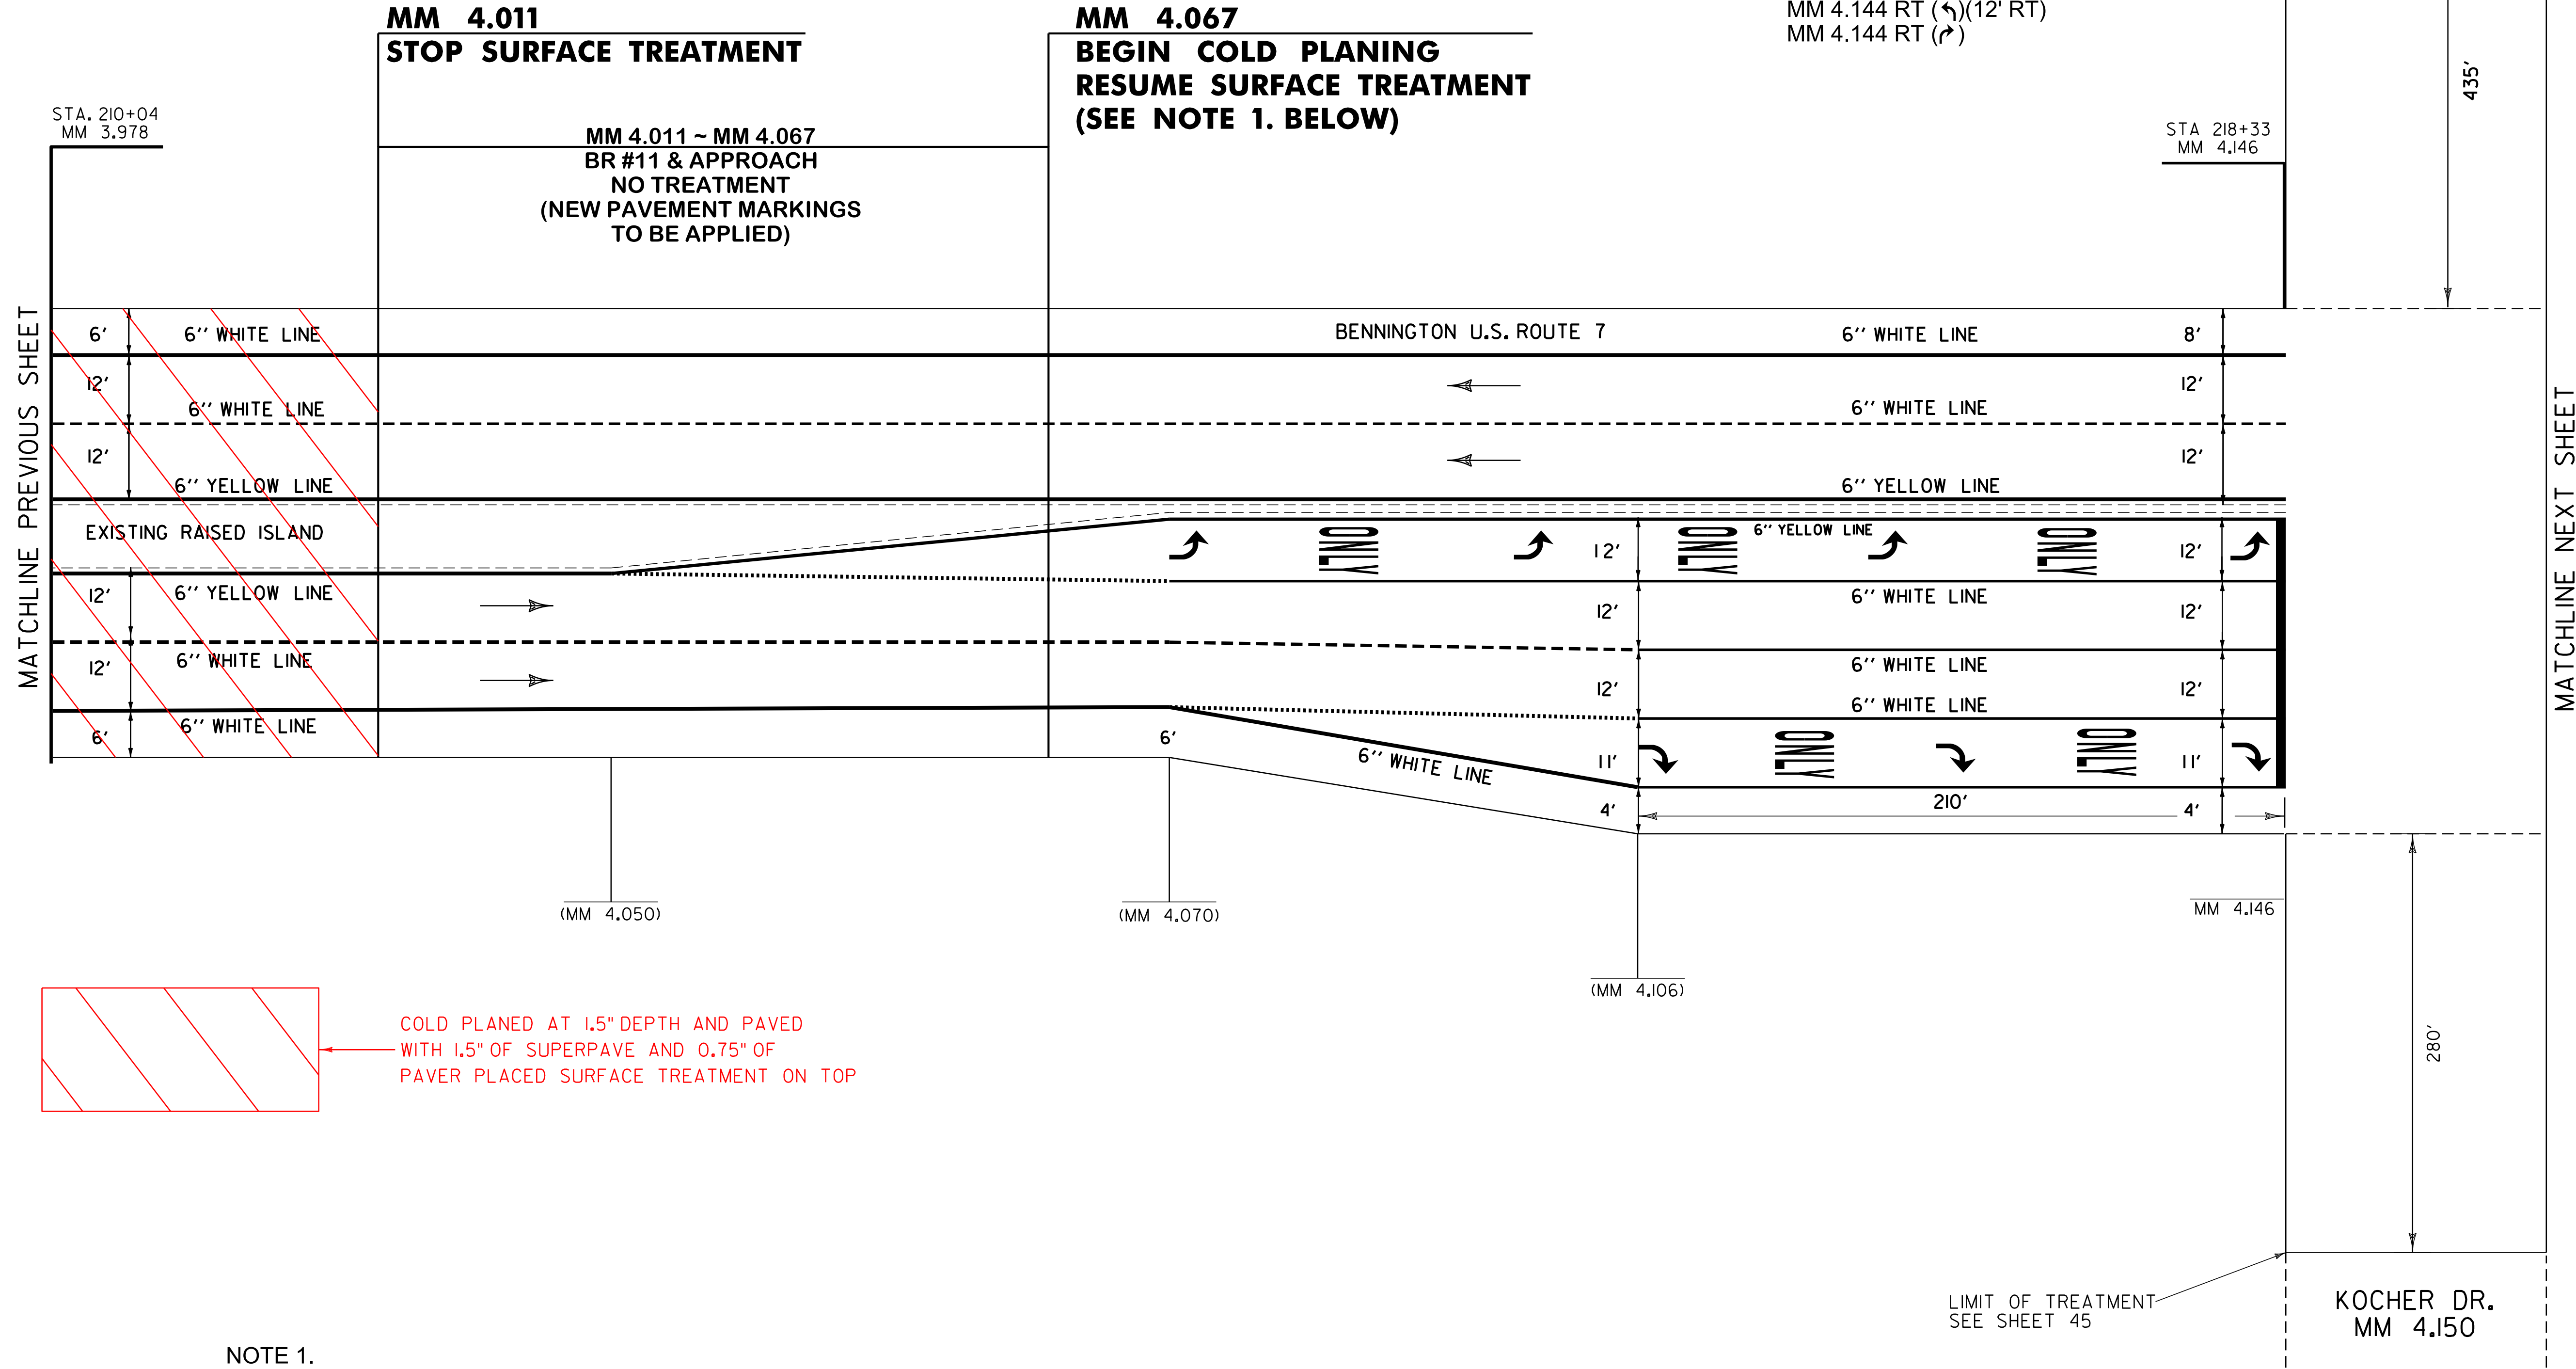 MM 4.011
STOP SURFACE TREATMENT
MM 4.067
BEGIN COLD PLANING
RESUME SURFACE TREATMENT
(SEE NOTE 1. BELOW)
MM 4.144 RT (↰)(12' RT)
MM 4.144 RT (↱)
435'
STA. 210+04
MM 3.978
MM 4.011 ~ MM 4.067
BR #11 & APPROACH
NO TREATMENT
(NEW PAVEMENT MARKINGS
TO BE APPLIED)
STA 218+33
MM 4.146
MATCHLINE PREVIOUS SHEET
MATCHLINE NEXT SHEET
6' 6'' WHITE LINE
BENNINGTON U.S. ROUTE 7
6'' WHITE LINE 8'
12'
12'
6'' WHITE LINE
6'' WHITE LINE
12'
12'
6'' YELLOW LINE
6'' YELLOW LINE
EXISTING RAISED ISLAND
ONLY
12'
ONLY
6'' YELLOW LINE
ONLY
12'
12' 6'' YELLOW LINE
12'
6'' WHITE LINE
12'
12' 6'' WHITE LINE
6'' WHITE LINE
12'
6'' WHITE LINE
12'
6' 6'' WHITE LINE
6'
6'' WHITE LINE
11'
ONLY
ONLY
11'
4'
210'
4'
(MM 4.050)
(MM 4.070)
MM 4.146
(MM 4.106)
COLD PLANED AT 1.5" DEPTH AND PAVED
WITH 1.5" OF SUPERPAVE AND 0.75" OF
PAVER PLACED SURFACE TREATMENT ON TOP
280'
LIMIT OF TREATMENT
SEE SHEET 45
KOCHER DR.
MM 4.150
NOTE 1.